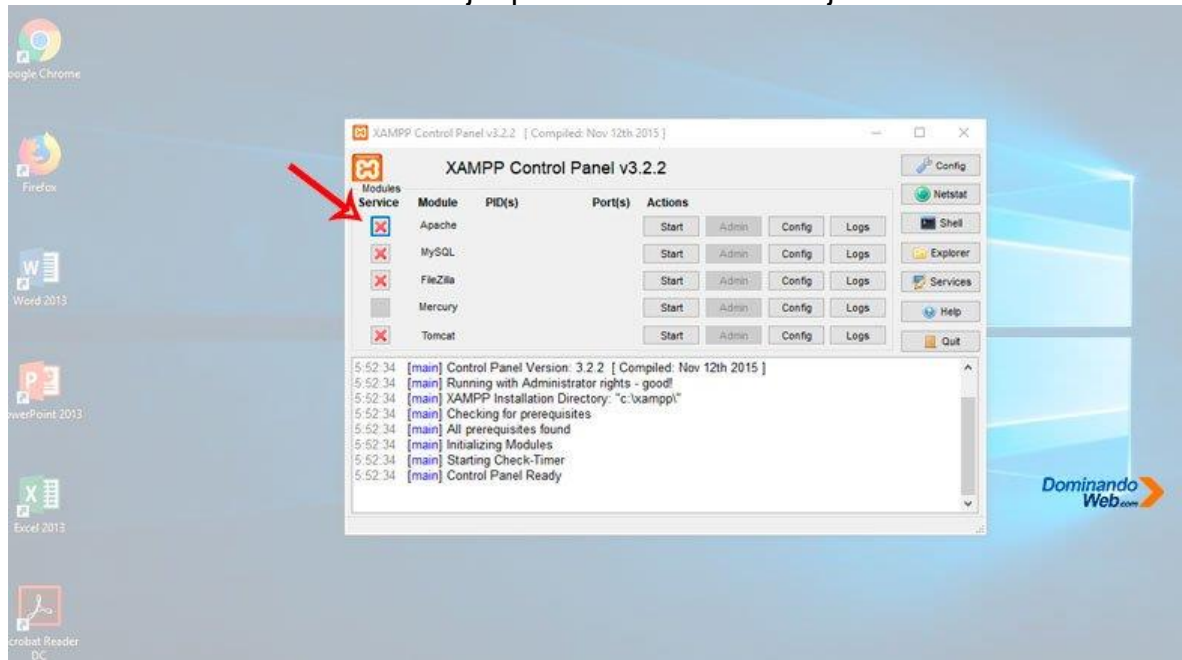 Google Chrome
Firefox
Word 2013
PowerPoint 2013
Excel 2013
Acrobat Reader
DC
XAMPP Control Panel v3.2.2 [ Compiled: Nov 12th 2015 ]
XAMPP Control Panel v3.2.2
Modules
Service Module PID(s) Port(s) Actions
Apache Start Admin Config Logs
MySQL Start Admin Config Logs
FileZilla Start Admin Config Logs
Mercury Start Admin Config Logs
Tomcat Start Admin Config Logs
Config
Netstat
Shell
Explorer
Services
Help
Quit
5:52:34 [main] Control Panel Version: 3.2.2 [ Compiled: Nov 12th 2015 ]
5:52:34 [main] Running with Administrator rights - good!
5:52:34 [main] XAMPP Installation Directory: "c:\xampp\"
5:52:34 [main] Checking for prerequisites
5:52:34 [main] All prerequisites found
5:52:34 [main] Initializing Modules
5:52:34 [main] Starting Check-Timer
5:52:34 [main] Control Panel Ready
Dominando
Web.com